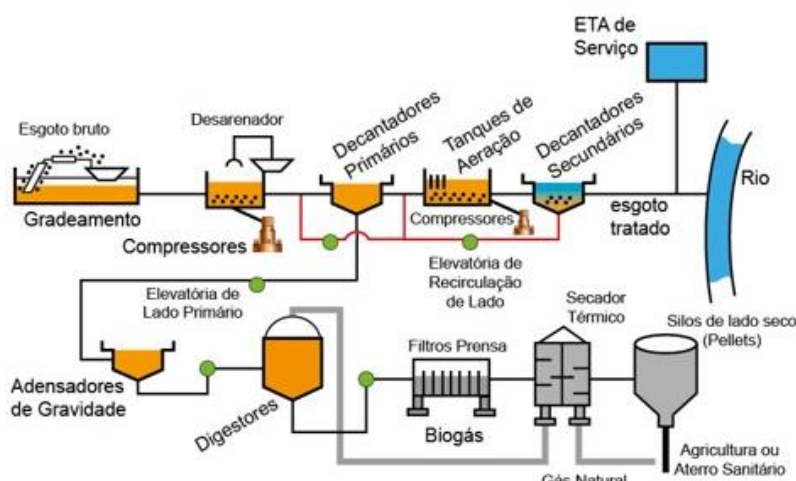 ETA de
Serviço
Esgoto bruto
Desarenador
Decantadores
Primários
Tanques de
Aeração
Decantadores
Secundários
Rio
Gradeamento
Compressores
Compressores
esgoto
tratado
Elevatória de
Lado Primário
Elevatória de
Recirculação
de Lado
Secador
Térmico
Silos de lado seco
(Pellets)
Adensadores
de Gravidade
Digestores
Filtros Prensa
Biogás
Agricultura ou
Aterro Sanitário
Gás Natural